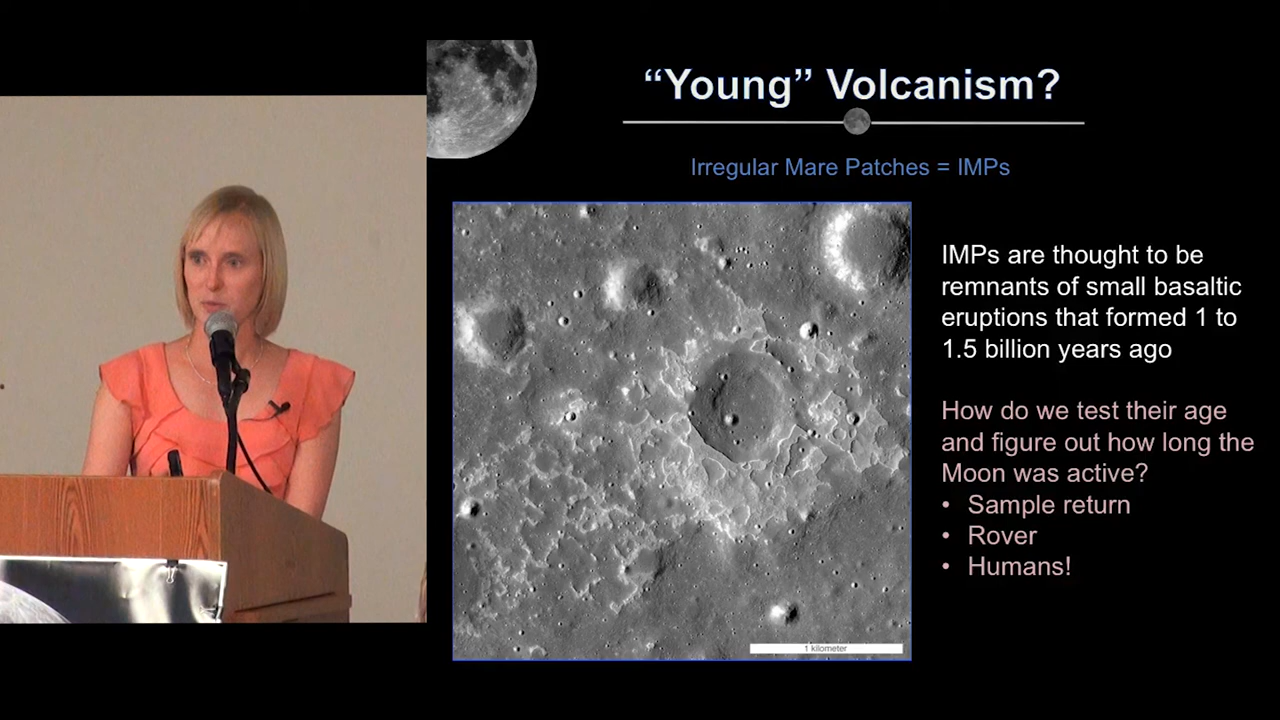 “Young” Volcanism?
Irregular Mare Patches = IMPs
IMPs are thought to be
remnants of small basaltic
eruptions that formed 1 to
1.5 billion years ago
How do we test their age
and figure out how long the
Moon was active?
• Sample return
• Rover
• Humans!
1 kilometer